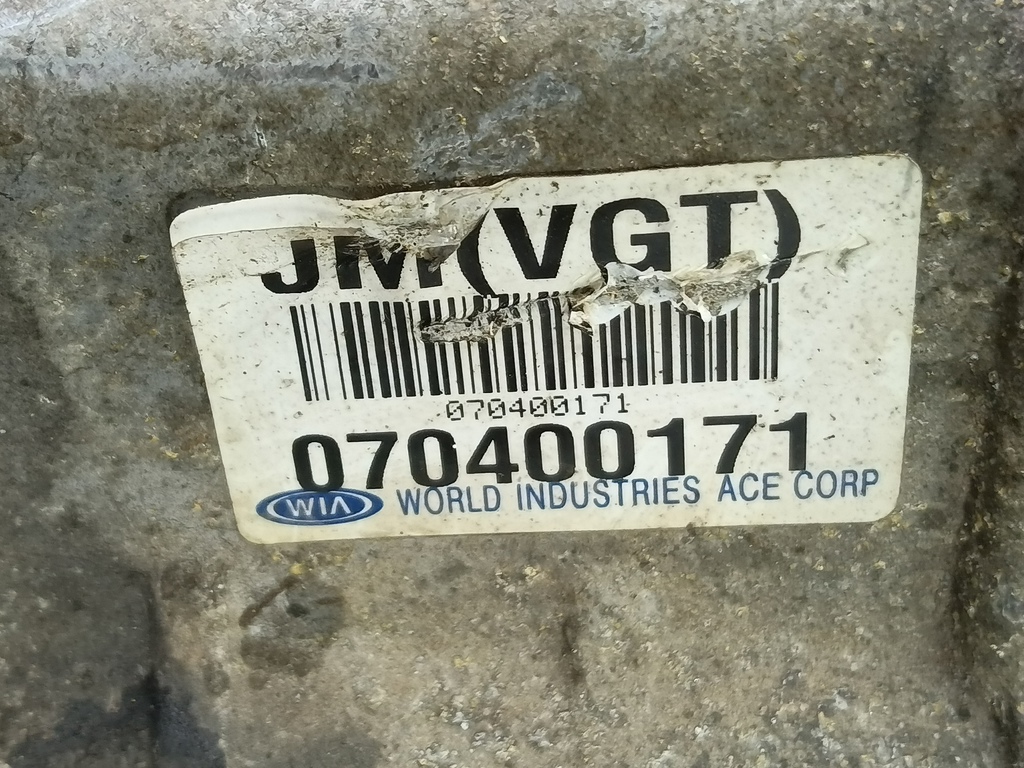 JM(VGT)
070400171
070400171
WIA WORLD INDUSTRIES ACE CORP